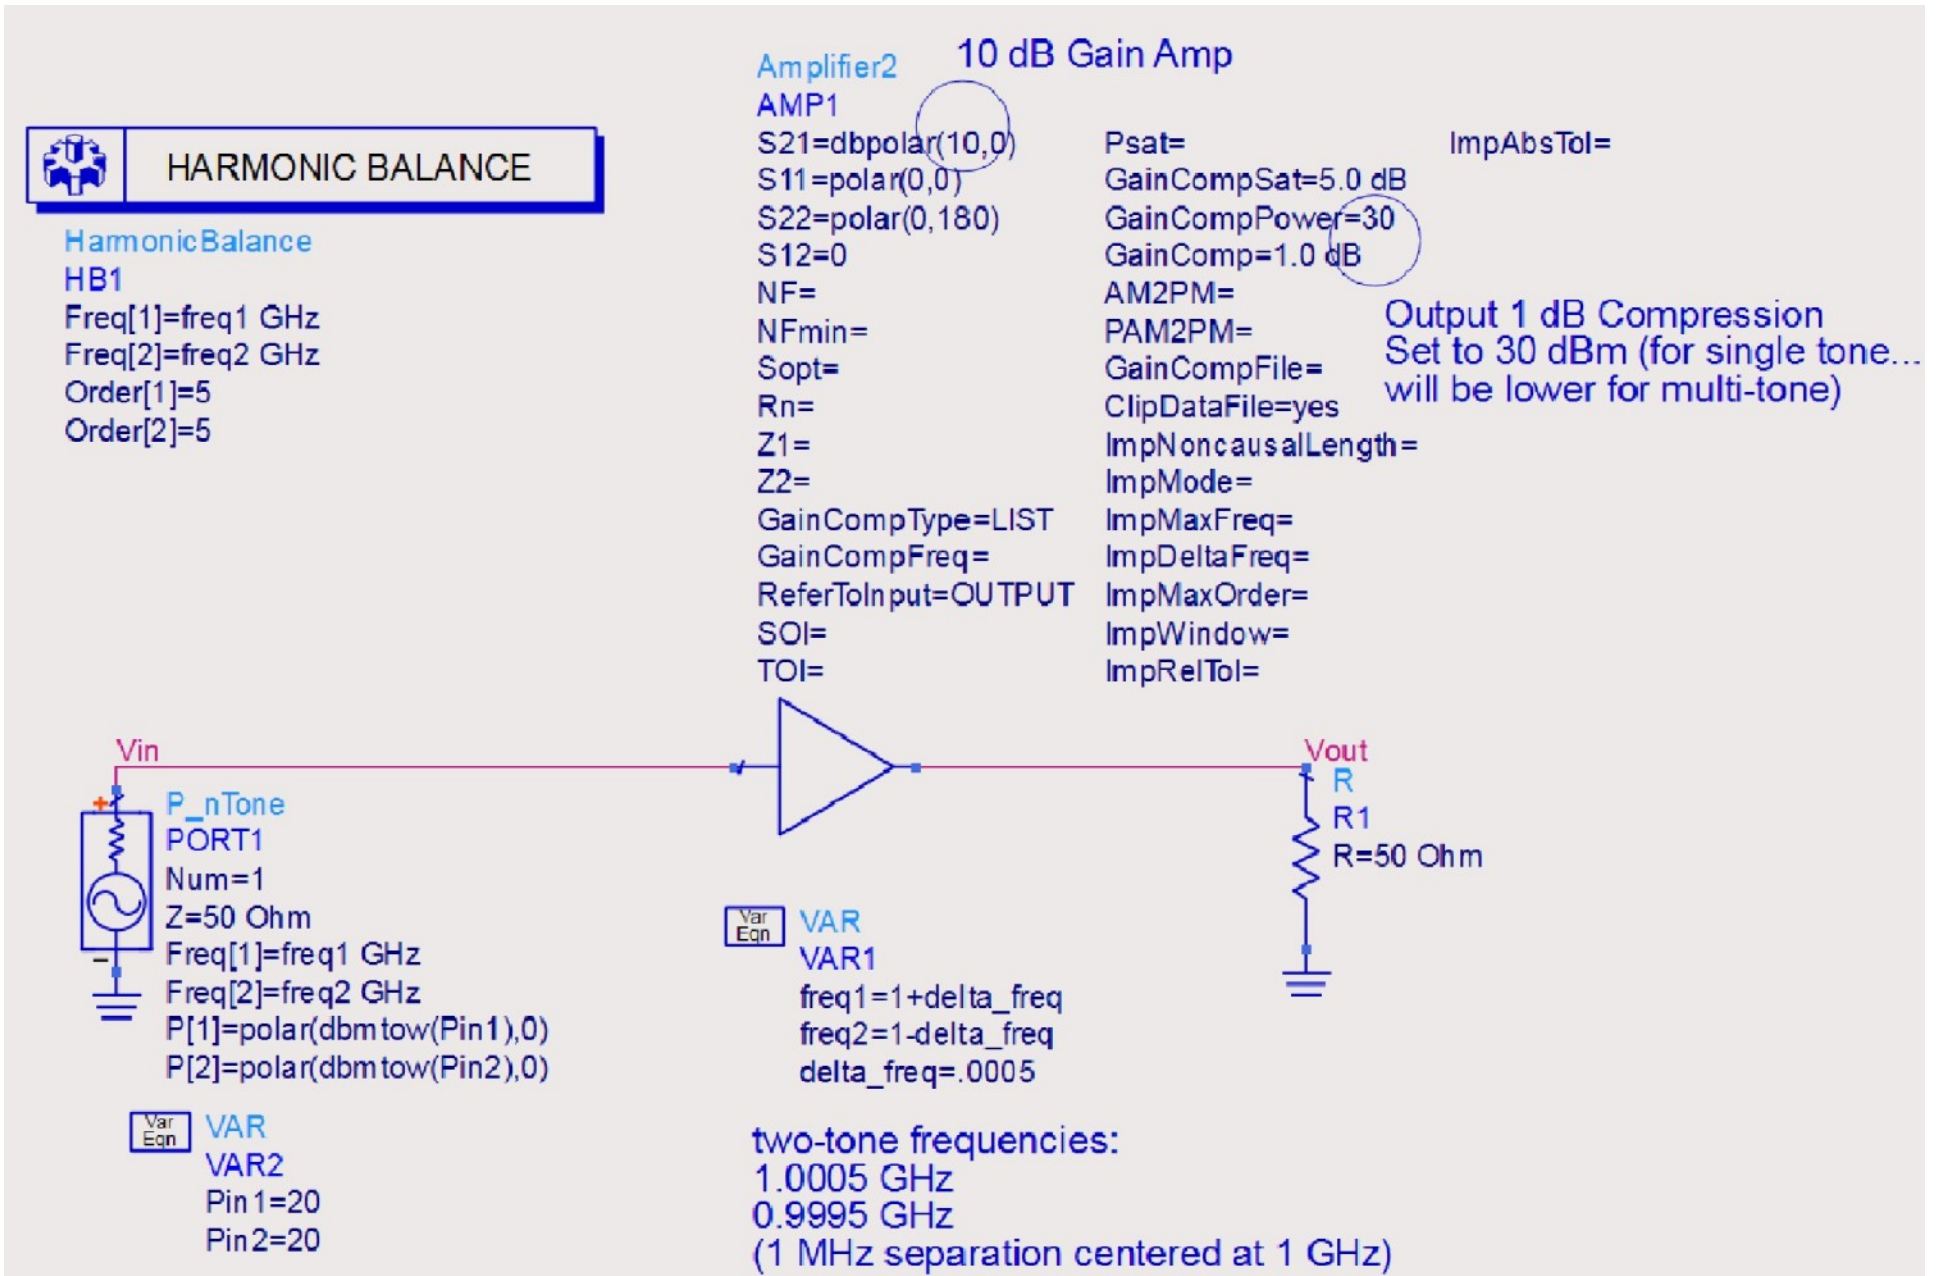 10 dB Gain Amp
Amplifier2
AMP1
S21=dbpolar(10,0)
S11=polar(0,0)
S22=polar(0,180)
S12=0
NF=
NFmin=
Sopt=
Rn=
Z1=
Z2=
GainCompType=LIST
GainCompFreq=
ReferToInput=OUTPUT
SOI=
TOI=
Psat=
GainCompSat=5.0 dB
GainCompPower=30
GainComp=1.0 dB
AM2PM=
PAM2PM=
GainCompFile=
ClipDataFile=yes
ImpNoncausalLength=
ImpMode=
ImpMaxFreq=
ImpDeltaFreq=
ImpMaxOrder=
ImpWindow=
ImpRelTol=
ImpAbsTol=
Output 1 dB Compression
Set to 30 dBm (for single tone...
will be lower for multi-tone)
HARMONIC BALANCE
HarmonicBalance
HB1
Freq[1]=freq1 GHz
Freq[2]=freq2 GHz
Order[1]=5
Order[2]=5
Vin
Vout
+
-
P_nTone
PORT1
Num=1
Z=50 Ohm
Freq[1]=freq1 GHz
Freq[2]=freq2 GHz
P[1]=polar(dbmtow(Pin1),0)
P[2]=polar(dbmtow(Pin2),0)
R
R1
R=50 Ohm
Var
Eqn
VAR
VAR1
freq1=1+delta_freq
freq2=1-delta_freq
delta_freq=.0005
Var
Eqn
VAR
VAR2
Pin1=20
Pin2=20
two-tone frequencies:
1.0005 GHz
0.9995 GHz
(1 MHz separation centered at 1 GHz)